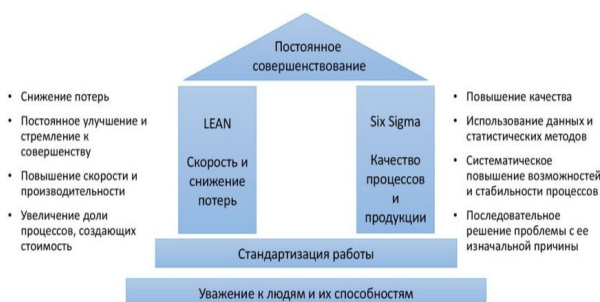 Постоянное
совершенствование
• Снижение потерь
• Постоянное улучшение и
стремление к
совершенству
• Повышение скорости и
производительности
• Увеличение доли
процессов, создающих
стоимость
LEAN
Скорость и
снижение
потерь
Six Sigma
Качество
процессов
и
продукции
• Повышение качества
• Использование данных и
статистических методов
• Систематическое
повышение возможностей
и стабильности процессов
• Последовательное
решение проблемы с ее
изначальной причины
Стандартизация работы
Уважение к людям и их способностям